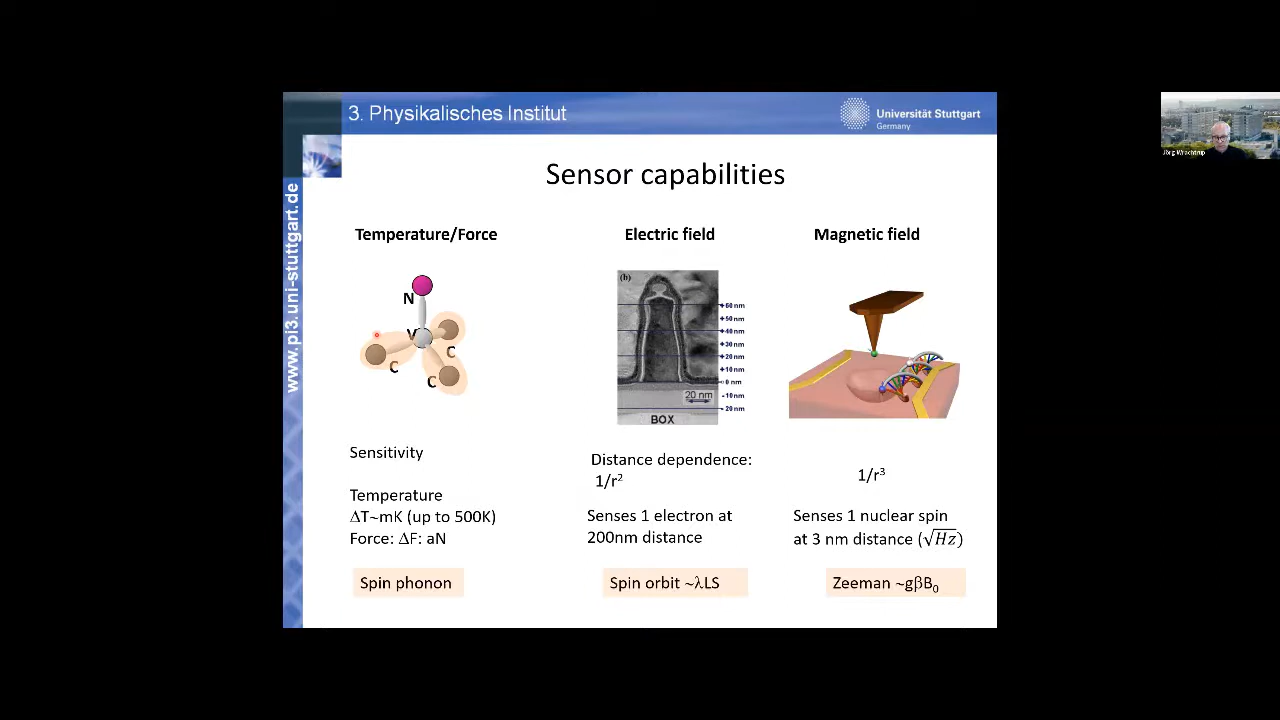 3. Physikalisches Institut
Universität Stuttgart
Germany
Jörg Wrachtrup
www.pi3.uni-stuttgart.de
Sensor capabilities
Temperature/Force
N
V
C
C
C
Sensitivity
Temperature
ΔT~mK (up to 500K)
Force: ΔF: aN
Spin phonon
Electric field
(b)
60 nm
50 nm
40 nm
30 nm
20 nm
10 nm
0 nm
-10 nm
20 nm
- 20 nm
BOX
Distance dependence:
1/r²
Senses 1 electron at
200nm distance
Spin orbit ~λLS
Magnetic field
1/r³
Senses 1 nuclear spin
at 3 nm distance (√Hz)
Zeeman ~gβB₀